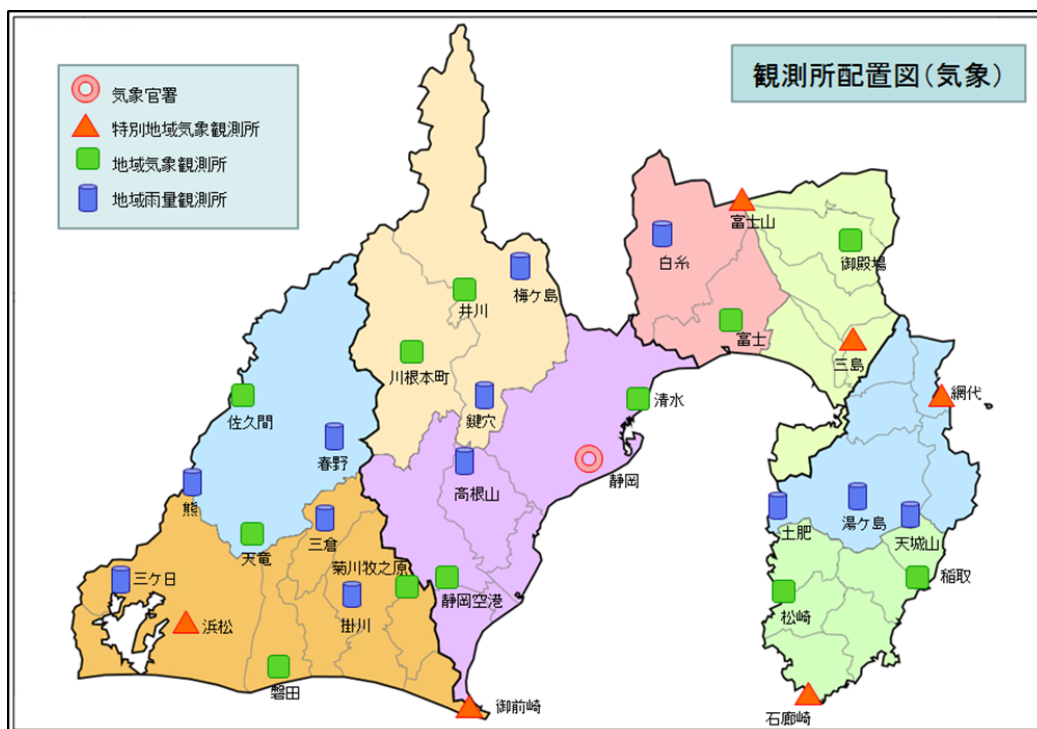 観測所配置図(気象)
気象官署
特別地域気象観測所
地域気象観測所
地域雨量観測所
富士山
白糸
御殿場
梅ケ島
井川
富士
三島
川根本町
網代
鍵穴
清水
佐久間
春野
静岡
高根山
熊
湯ケ島
土肥
天城山
三倉
天竜
菊川牧之原
三ケ日
静岡空港
稲取
掛川
松崎
浜松
磐田
御前崎
石廊崎